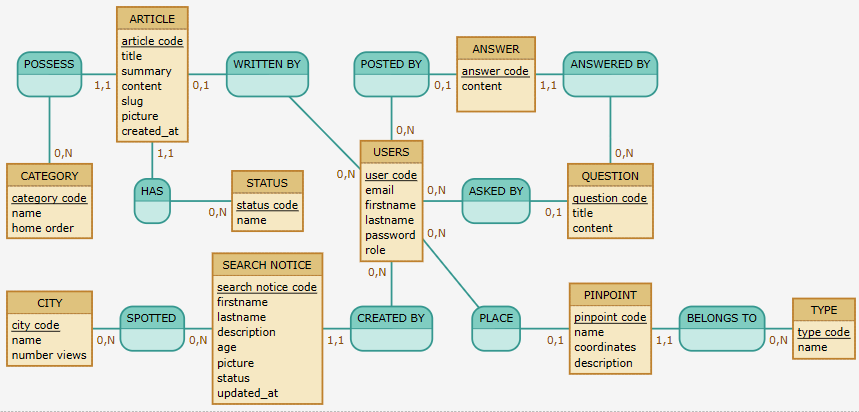 ARTICLE
article code
title
summary
content
slug
picture
created_at
POSSESS
1,1
0,N
CATEGORY
category code
name
home order
HAS
1,1
0,N
STATUS
status code
name
WRITTEN BY
0,1
0,N
POSTED BY
0,1
0,N
ANSWER
answer code
content
ANSWERED BY
1,1
0,N
USERS
user code
email
firstname
lastname
password
role
ASKED BY
0,N
0,1
QUESTION
question code
title
content
CITY
city code
name
number views
SPOTTED
0,N
0,N
SEARCH NOTICE
search notice code
firstname
lastname
description
age
picture
status
updated_at
CREATED BY
1,1
0,N
PLACE
0,N
0,1
PINPOINT
pinpoint code
name
coordinates
description
BELONGS TO
1,1
0,N
TYPE
type code
name